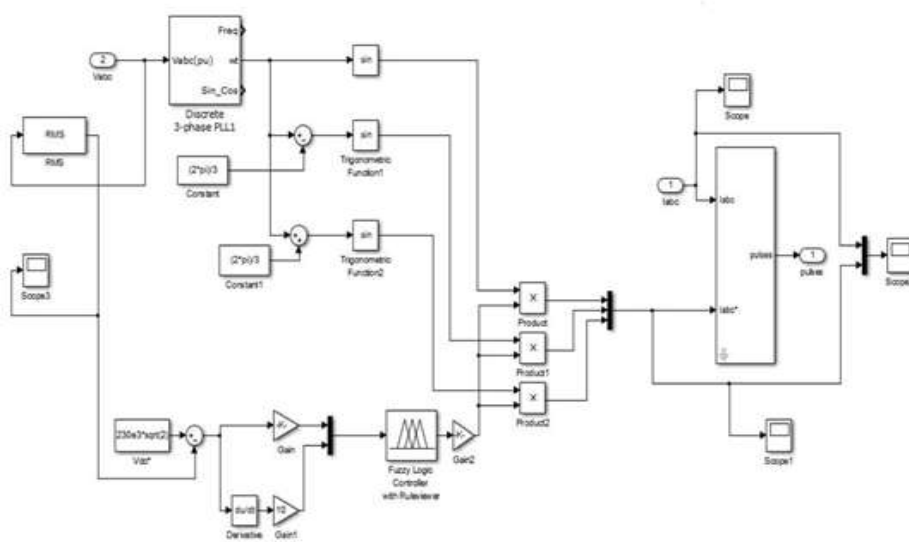 Freq
2
Vabc
Vabc(pu)
wt
Sin_Cos
Discrete
3-phase PLL1
sin
Scope
RMS
RMS
(2*pi)/3
Constant
sin
Trigonometric
Function1
1
Iabc
Iabc
pulses
1
pulses
Scope
Scope3
(2*pi)/3
Constant1
sin
Trigonometric
Function2
Iabc*
X
Product
X
Product1
X
Product2
230e3*sqrt(2)
-K-
Gain
Fuzzy Logic
Controller
with Ruleviewer
-K-
Gain2
Scope1
du/dt
Derivative
Gain1